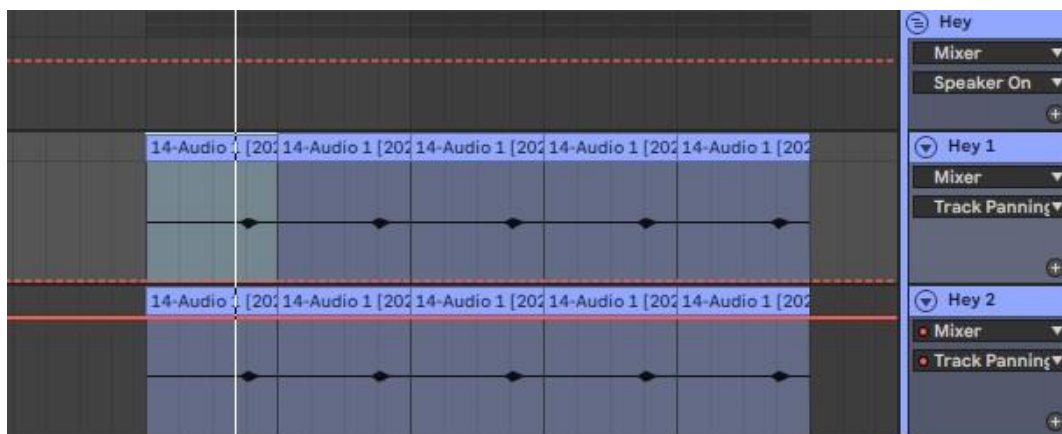 Hey
Mixer
Speaker On
14-Audio 1 [202 14-Audio 1 [202 14-Audio 1 [202 14-Audio 1 [202 14-Audio 1 [202
Hey 1
Mixer
Track Panning
14-Audio 1 [202 14-Audio 1 [202 14-Audio 1 [202 14-Audio 1 [202 14-Audio 1 [202
Hey 2
Mixer
Track Panning